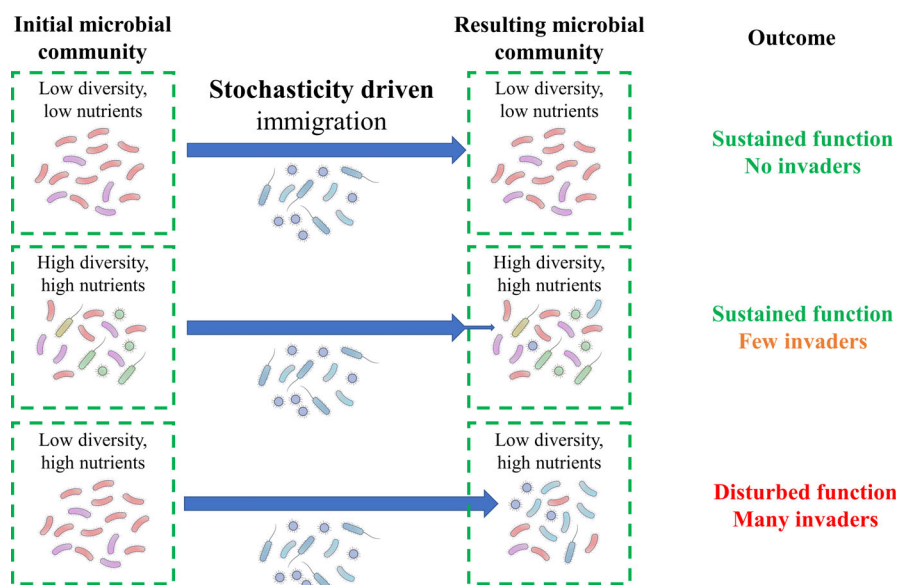 Initial microbial
community
Resulting microbial
community
Outcome
Low diversity,
low nutrients
Stochasticity driven
immigration
Low diversity,
low nutrients
Sustained function
No invaders
High diversity,
high nutrients
High diversity,
high nutrients
Sustained function
Few invaders
Low diversity,
high nutrients
Low diversity,
high nutrients
Disturbed function
Many invaders